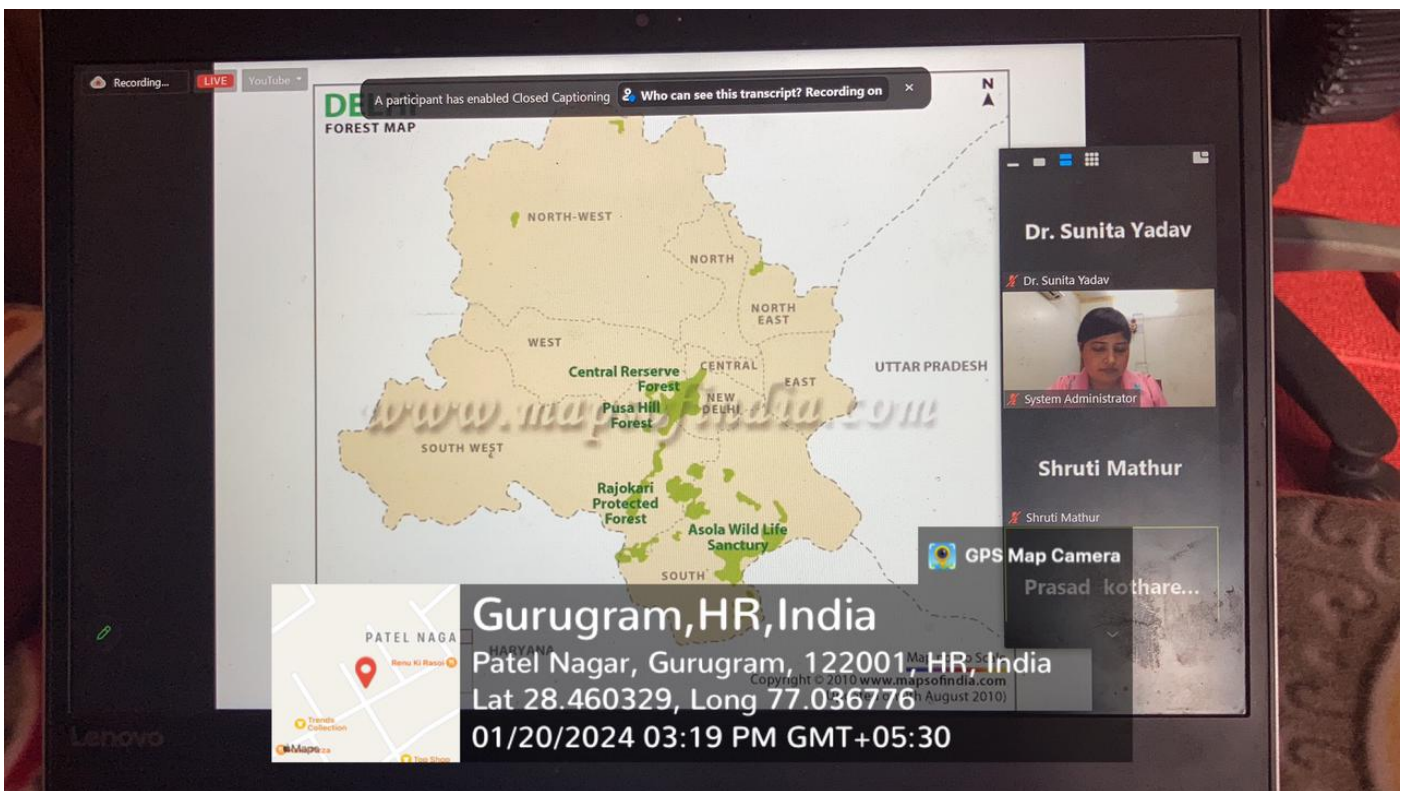 Recording...
LIVE
YouTube
A participant has enabled Closed Captioning
Who can see this transcript? Recording on
FOREST MAP
N
NORTH-WEST
NORTH
NORTH
EAST
WEST
CENTRAL
EAST
UTTAR PRADESH
Central Rerserve
Forest
NEW
DELHI
Pusa Hill
Forest
www.mapsofindia.com
SOUTH WEST
Rajokari
Protected
Forest
Asola Wild Life
Sanctury
SOUTH
HARYANA
Copyright © 2010 www.mapsofindia.com
August 2010)
Dr. Sunita Yadav
Dr. Sunita Yadav
System Administrator
Shruti Mathur
Shruti Mathur
Prasad kothare...
GPS Map Camera
PATEL NAGA
Renu Ki Rasoi
Trends
Collection
Maps
Top Shop
Gurugram,HR,India
Patel Nagar, Gurugram, 122001, HR, India
Lat 28.460329, Long 77.036776
01/20/2024 03:19 PM GMT+05:30
Lenovo